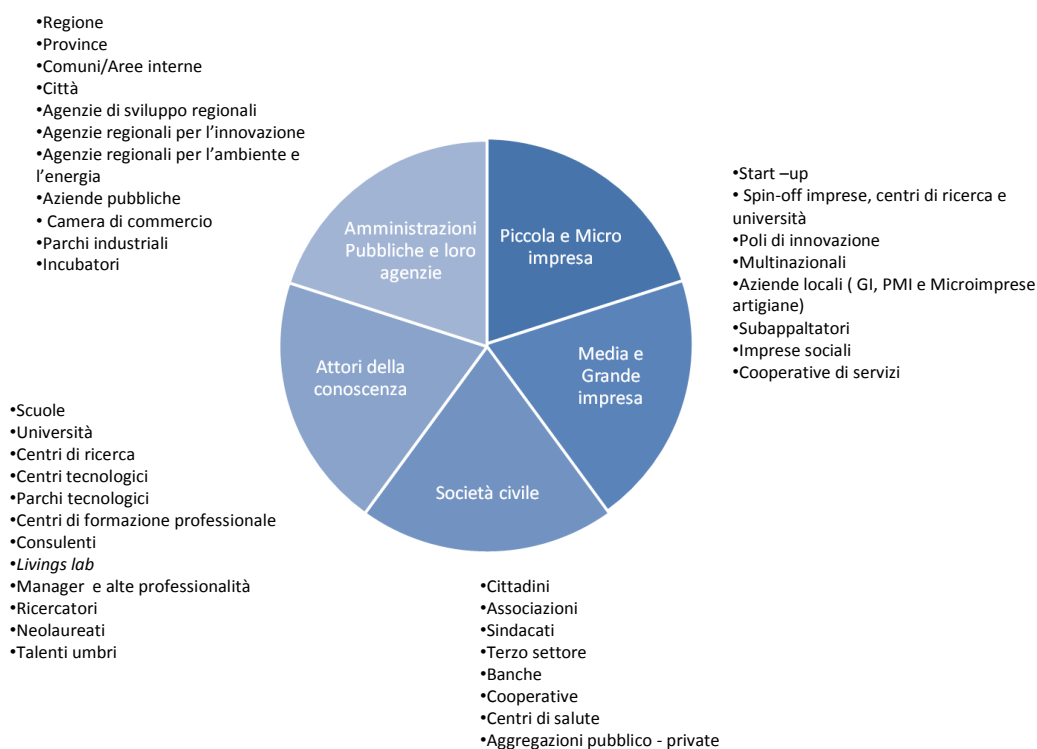 •Regione
•Province
•Comuni/Aree interne
•Città
•Agenzie di sviluppo regionali
•Agenzie regionali per l'innovazione
•Agenzie regionali per l'ambiente e
l'energia
•Aziende pubbliche
• Camera di commercio
•Parchi industriali
•Incubatori
Amministrazioni
Pubbliche e loro
agenzie
Piccola e Micro
impresa
•Start –up
• Spin-off imprese, centri di ricerca e
università
•Poli di innovazione
•Multinazionali
•Aziende locali ( GI, PMI e Microimprese
artigiane)
•Subappaltatori
•Imprese sociali
•Cooperative di servizi
Attori della
conoscenza
Media e
Grande
impresa
Società civile
•Scuole
•Università
•Centri di ricerca
•Centri tecnologici
•Parchi tecnologici
•Centri di formazione professionale
•Consulenti
•Livings lab
•Manager e alte professionalità
•Ricercatori
•Neolaureati
•Talenti umbri
•Cittadini
•Associazioni
•Sindacati
•Terzo settore
•Banche
•Cooperative
•Centri di salute
•Aggregazioni pubblico - private